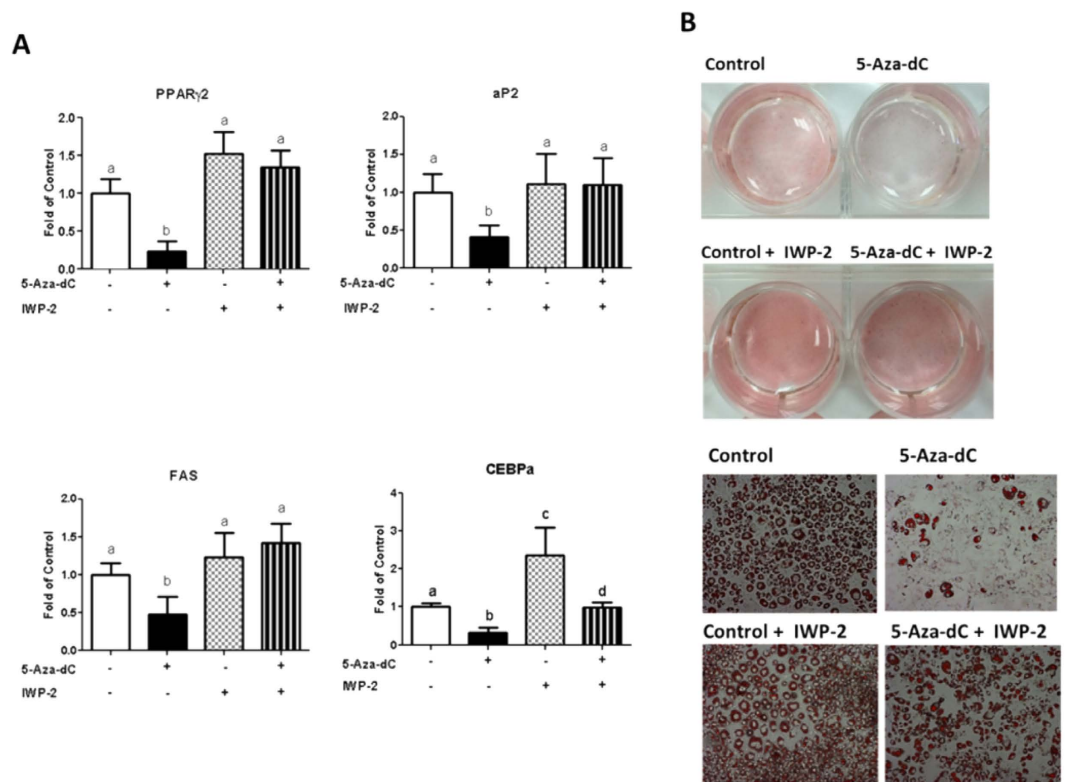 A
PPARγ2
Fold of Control
2.0
1.5
1.0
0.5
0.0
a
b
a
a
5-Aza-dC - + - +
IWP-2 - - + +
aP2
Fold of Control
2.0
1.5
1.0
0.5
0.0
a
b
a
a
5-Aza-dC - + - +
IWP-2 - - + +
FAS
Fold of Control
2.0
1.5
1.0
0.5
0.0
a
b
a
a
5-Aza-dC - + - +
IWP-2 - - + +
CEBPa
Fold of Control
4
3
2
1
0
a
b
c
d
5-Aza-dC - + - +
IWP-2 - - + +
B
Control 5-Aza-dC
Control + IWP-2 5-Aza-dC + IWP-2
Control 5-Aza-dC
Control + IWP-2 5-Aza-dC + IWP-2